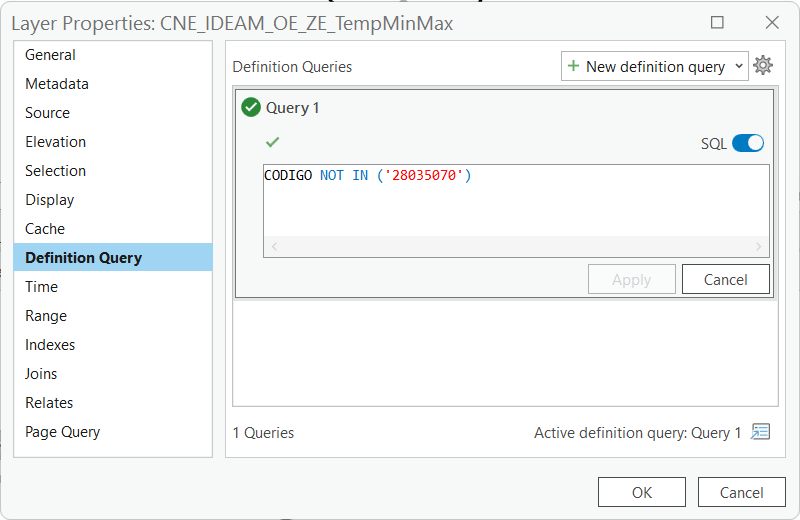 Layer Properties: CNE_IDEAM_OE_ZE_TempMinMax
General
Metadata
Source
Elevation
Selection
Display
Cache
Definition Query
Time
Range
Indexes
Joins
Relates
Page Query
Definition Queries
New definition query
Query 1
SQL
CODIGO NOT IN ('28035070')
Apply
Cancel
1 Queries
Active definition query: Query 1
OK
Cancel